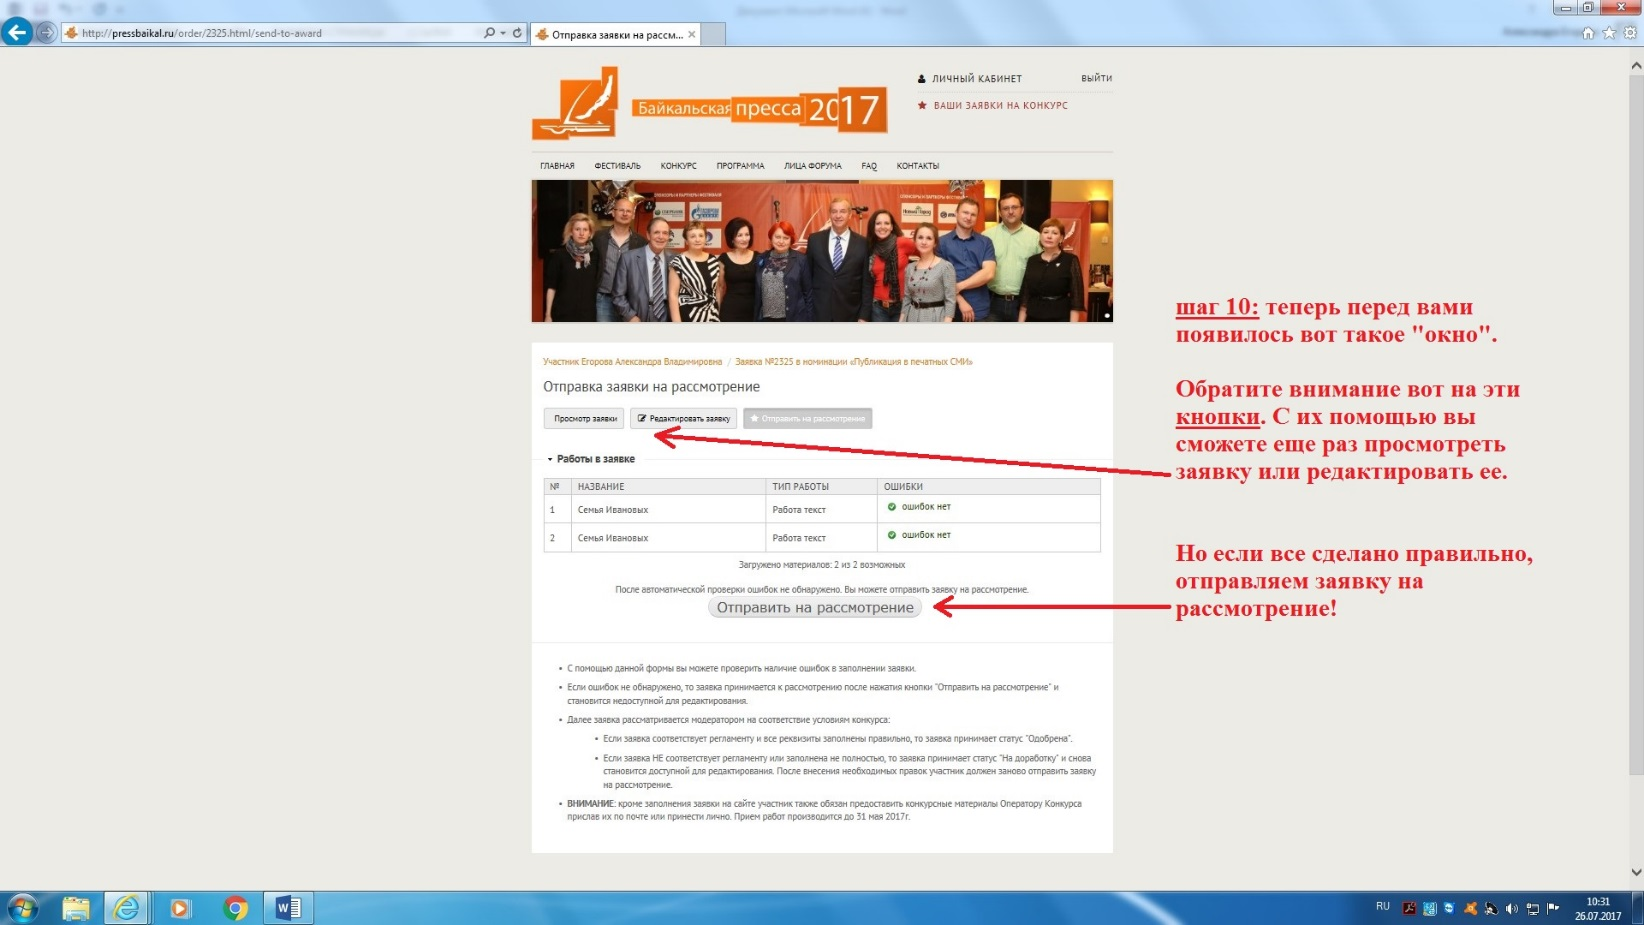 http://pressbaikal.ru/order/2325.html/send-to-award
Отправка заявки на рассм...
Байкальская пресса 2017
ЛИЧНЫЙ КАБИНЕТ
ВЫЙТИ
ВАШИ ЗАЯВКИ НА КОНКУРС
ГЛАВНАЯ ФЕСТИВАЛЬ КОНКУРС ПРОГРАММА ЛИЦА ФОРУМА FAQ КОНТАКТЫ
Участник Егорова Александра Владимировна / Заявка №2325 в номинации «Публикация в печатных СМИ»
Отправка заявки на рассмотрение
Просмотр заявки Редактировать заявку Отправить на рассмотрение
Работы в заявке
№ НАЗВАНИЕ ТИП РАБОТЫ ОШИБКИ
1 Семья Ивановых Работа текст ошибок нет
2 Семья Ивановых Работа текст ошибок нет
Загружено материалов: 2 из 2 возможных
После автоматической проверки ошибок не обнаружено. Вы можете отправить заявку на рассмотрение.
Отправить на рассмотрение
• С помощью данной формы вы можете проверить наличие ошибок в заполнении заявки.
• Если ошибок не обнаружено, то заявка принимается к рассмотрению после нажатия кнопки "Отправить на рассмотрение" и
становится недоступной для редактирования.
• Далее заявка рассматривается модератором на соответствие условиям конкурса:
• Если заявка соответствует регламенту и все реквизиты заполнены правильно, то заявка принимает статус "Одобрена".
• Если заявка НЕ соответствует регламенту или заполнена не полностью, то заявка принимает статус "На доработку" и снова
становится доступной для редактирования. После внесения необходимых правок участник должен заново отправить заявку
на рассмотрение.
• ВНИМАНИЕ: кроме заполнения заявки на сайте участник также обязан предоставить конкурсные материалы Оператору Конкурса
прислав их по почте или принести лично. Прием работ производится до 31 мая 2017г.
шаг 10: теперь перед вами
появилось вот такое "окно".
Обратите внимание вот на эти
кнопки. С их помощью вы
сможете еще раз просмотреть
заявку или редактировать ее.
Но если все сделано правильно,
отправляем заявку на
рассмотрение!
RU
10:31
26.07.2017